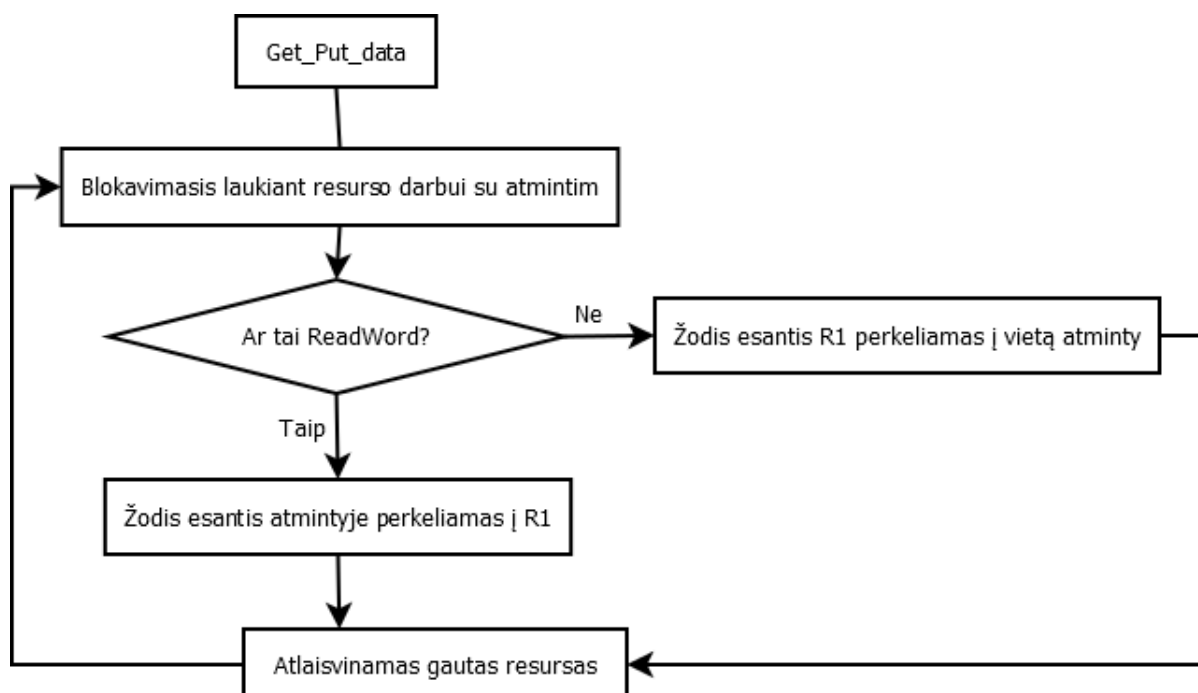 Get_Put_data
Blokavimasis laukiant resurso darbui su atmintim
Ar tai ReadWord?
Ne
Žodis esantis R1 perkeliamas į vietą atminty
Taip
Žodis esantis atmintyje perkeliamas į R1
Atlaisvinamas gautas resursas